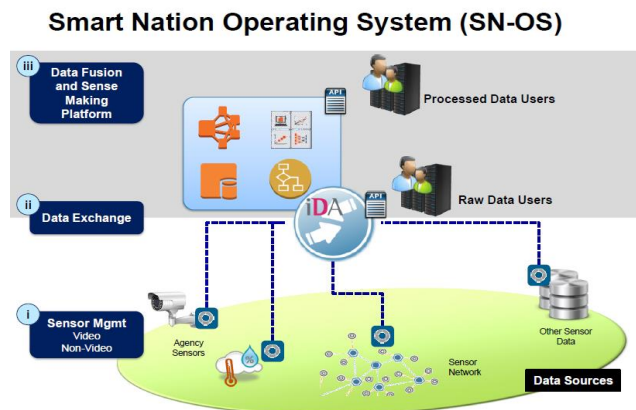 Smart Nation Operating System (SN-OS)
iii
Data Fusion
and Sense
Making
Platform
API
Processed Data Users
API
Raw Data Users
ii
Data Exchange
iDA
i
Sensor Mgmt
Video
Non-Video
Agency
Sensors
%
Sensor
Network
Other Sensor
Data
Data Sources